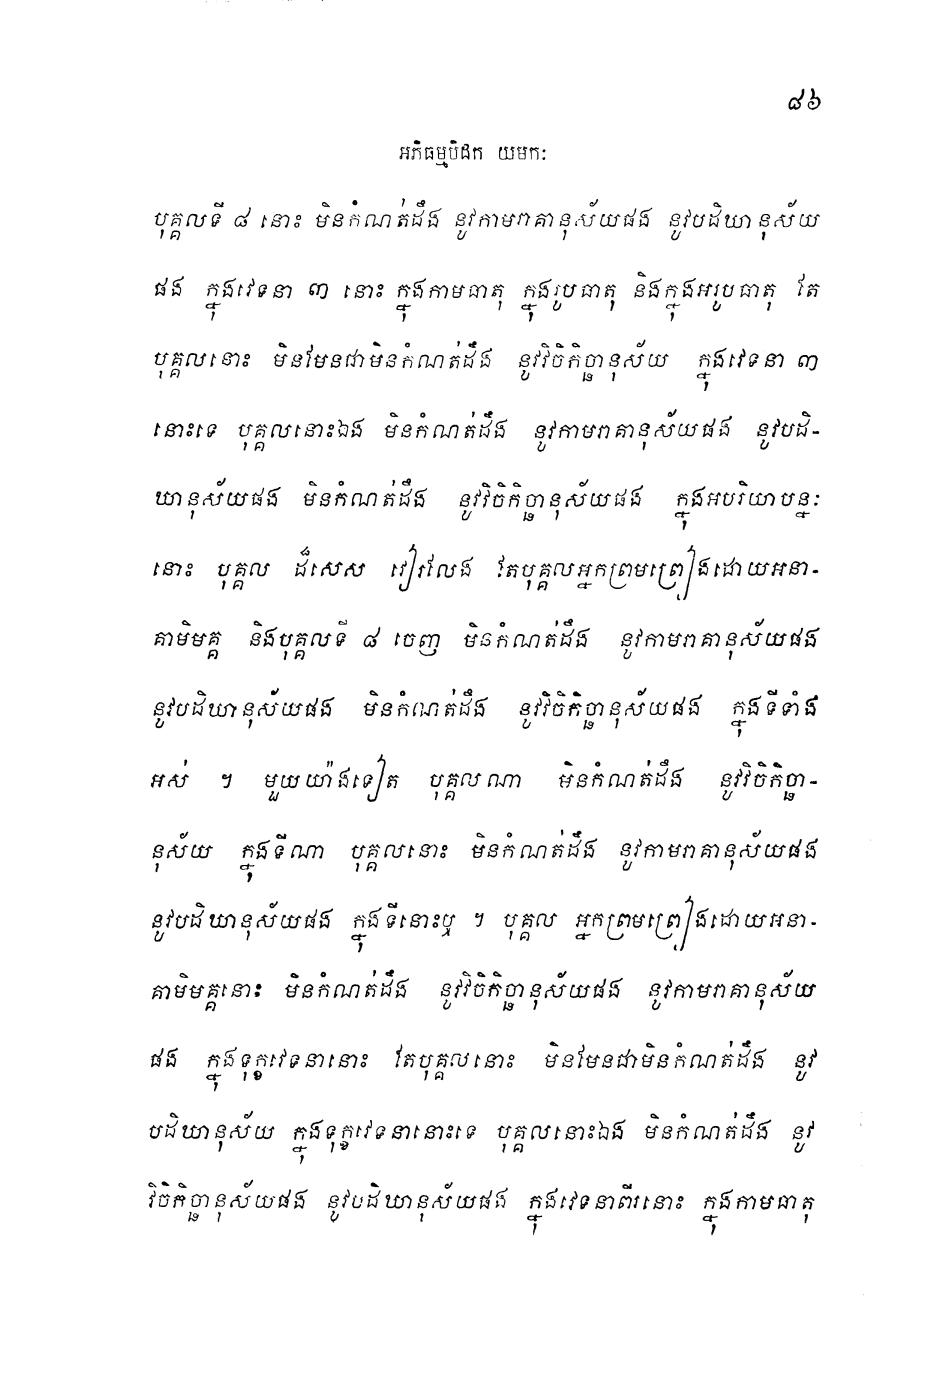 ៨៦
អភិធម្មបិដក យមកៈ
បុគ្គលទី ៨ នោះ មិនកំណត់ដឹង នូវកាមរាគានុស័យផង នូវបដិឃានុស័យ
ផង ក្នុងវេទនា ៣ នោះ ក្នុងកាមធាតុ ក្នុងរូបធាតុ និងក្នុងអរូបធាតុ តែ
បុគ្គលនោះ មិនមែនជាមិនកំណត់ដឹង នូវវិចិកិច្ឆានុស័យ ក្នុងវេទនា ៣
នោះទេ បុគ្គលនោះឯង មិនកំណត់ដឹង នូវកាមរាគានុស័យផង នូវបដិ-
ឃានុស័យផង មិនកំណត់ដឹង នូវវិចិកិច្ឆានុស័យផង ក្នុងអបរិយាបន្នៈ
នោះ បុគ្គល ដ៏សេស វៀរលែង តែបុគ្គលអ្នកព្រមព្រៀងដោយអនា-
គាមិមគ្គ និងបុគ្គលទី ៨ ចេញ មិនកំណត់ដឹង នូវកាមរាគានុស័យផង
នូវបដិឃានុស័យផង មិនកំណត់ដឹង នូវវិចិកិច្ឆានុស័យផង ក្នុងទីទាំង
អស់ ។ មួយយ៉ាងទៀត បុគ្គលណា មិនកំណត់ដឹង នូវវិចិកិច្ឆា-
នុស័យ ក្នុងទីណា បុគ្គលនោះ មិនកំណត់ដឹង នូវកាមរាគានុស័យផង
នូវបដិឃានុស័យផង ក្នុងទីនោះឬ ។ បុគ្គល អ្នកព្រមព្រៀងដោយអនា-
គាមិមគ្គនោះ មិនកំណត់ដឹង នូវវិចិកិច្ឆានុស័យផង នូវកាមរាគានុស័យ
ផង ក្នុងទុក្ខវេទនានោះ តែបុគ្គលនោះ មិនមែនជាមិនកំណត់ដឹង នូវ
បដិឃានុស័យ ក្នុងទុក្ខវេទនានោះទេ បុគ្គលនោះឯង មិនកំណត់ដឹង នូវ
វិចិកិច្ឆានុស័យផង នូវបដិឃានុស័យផង ក្នុងវេទនាពីរនោះ ក្នុងកាមធាតុ